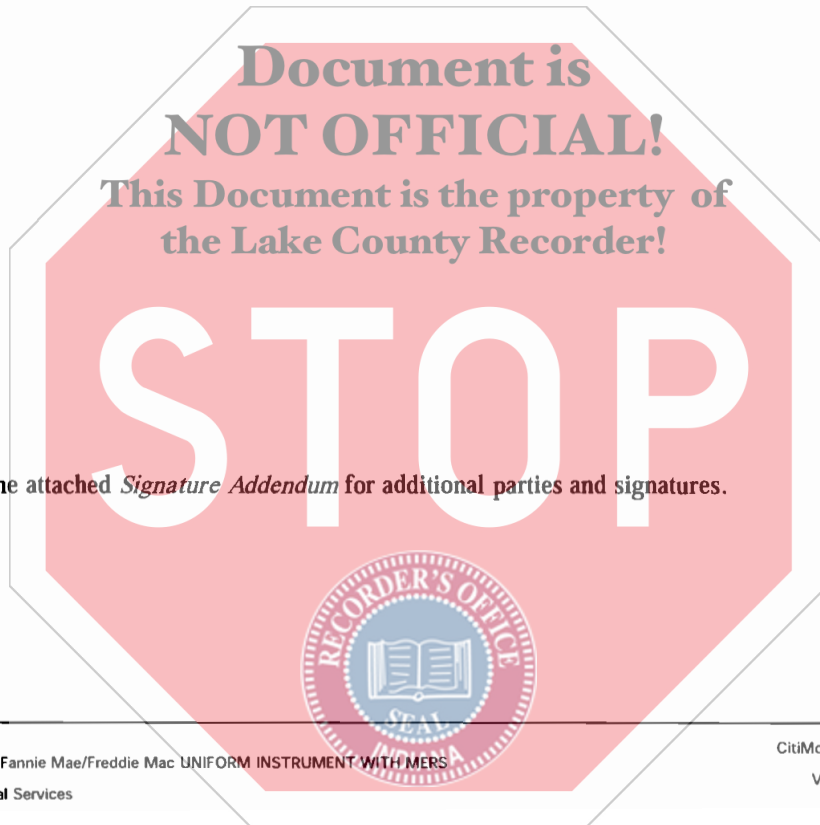 Document is
NOT OFFICIAL!
This Document is the property of
the Lake County Recorder!
STOP
attached Signature Addendum for additional parties and signatures.
RECORDER'S OFFICE
SEAL
INDIANA
Fannie Mae/Freddie Mac UNIFORM INSTRUMENT WITH MERS
Services